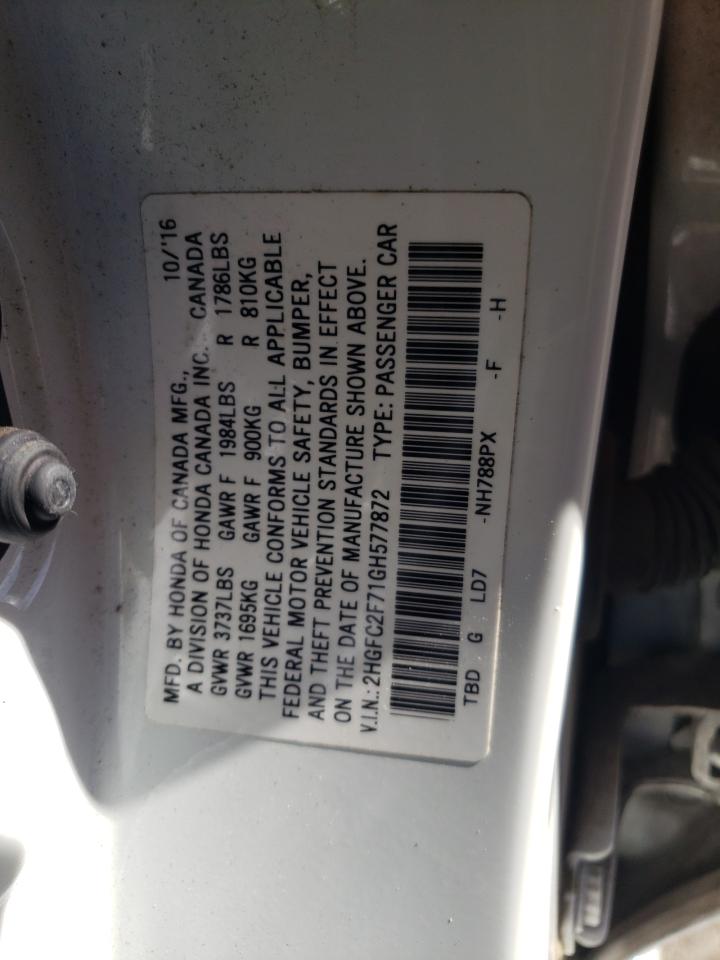 MFD. BY HONDA OF CANADA MFG., 10/'16
A DIVISION OF HONDA CANADA INC. CANADA
GVWR 3737LBS GAWR F 1984LBS R 1786LBS
GVWR 1695KG GAWR F 900KG R 810KG
THIS VEHICLE CONFORMS TO ALL APPLICABLE
FEDERAL MOTOR VEHICLE SAFETY, BUMPER,
AND THEFT PREVENTION STANDARDS IN EFFECT
ON THE DATE OF MANUFACTURE SHOWN ABOVE.
V.I.N.: 2HGFC2F71GH577872 TYPE: PASSENGER CAR
TBD G LD7 -NH788PX -F -H